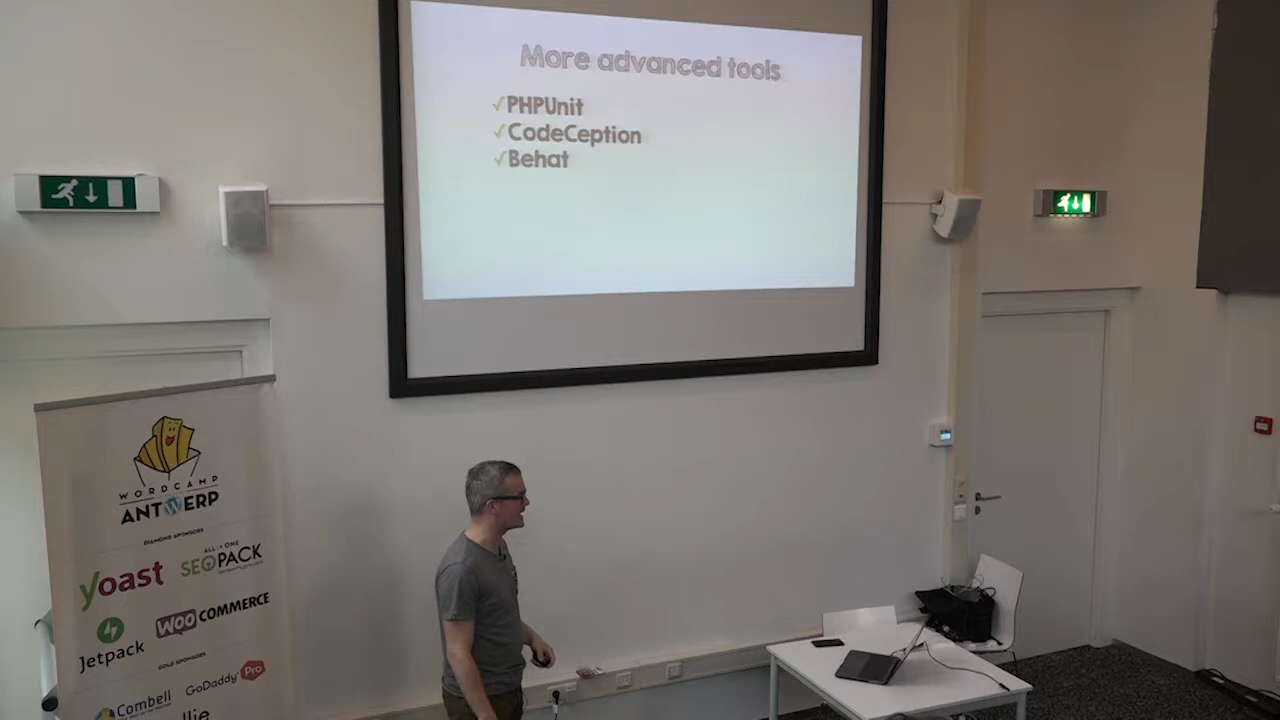 More advanced tools
✓PHPUnit
✓CodeCeption
✓Behat
WORDCAMP
ANTWERP
DIAMOND SPONSORS
yoast
ALL IN ONE
SEOPACK
Jetpack
WOOCOMMERCE
GOLD SPONSORS
Combell
GoDaddy Pro
llie